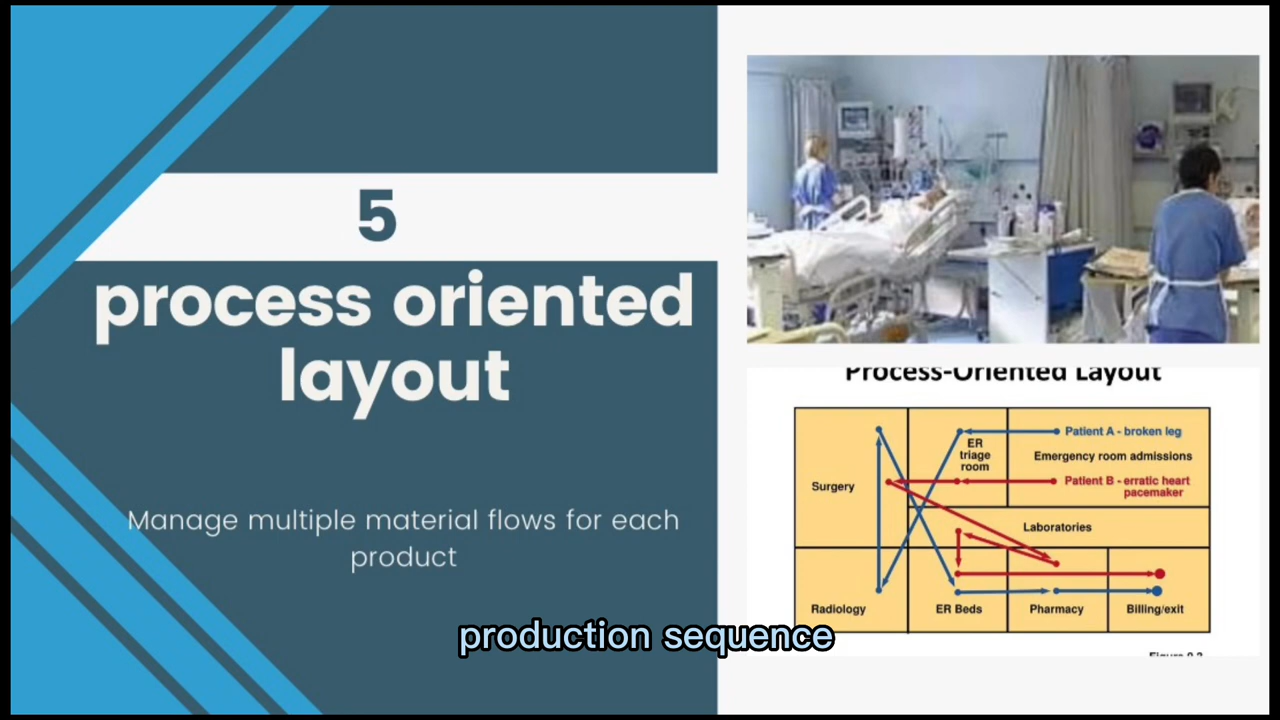 5
process oriented
layout
Manage multiple material flows for each
product
Process-Oriented Layout
Patient A - broken leg
ER
triage
room
Emergency room admissions
Surgery
Patient B - erratic heart
pacemaker
Laboratories
Radiology
ER Beds
Pharmacy
Billing/exit
production sequence